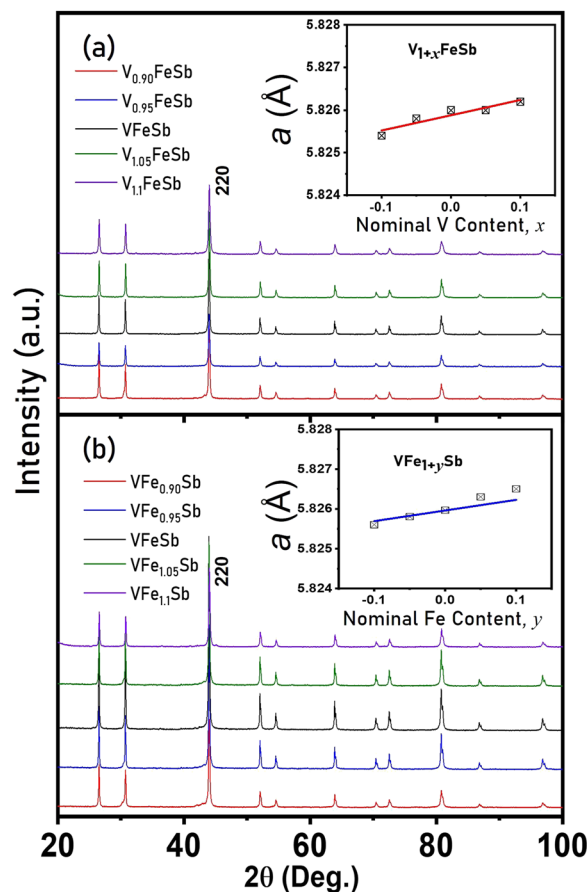 Intensity (a.u.)
(a)
V0.90FeSb
V0.95FeSb
VFeSb
V1.05FeSb
V1.1FeSb
220
5.828
5.827
5.826
5.825
5.824
a (Å)
V1+xFeSb
-0.1 0.0 0.1
Nominal V Content, x
(b)
VFe0.90Sb
VFe0.95Sb
VFeSb
VFe1.05Sb
VFe1.1Sb
220
5.828
5.827
5.826
5.825
5.824
a (Å)
VFe1+ySb
-0.1 0.0 0.1
Nominal Fe Content, y
20 40 60 80 100
2θ (Deg.)